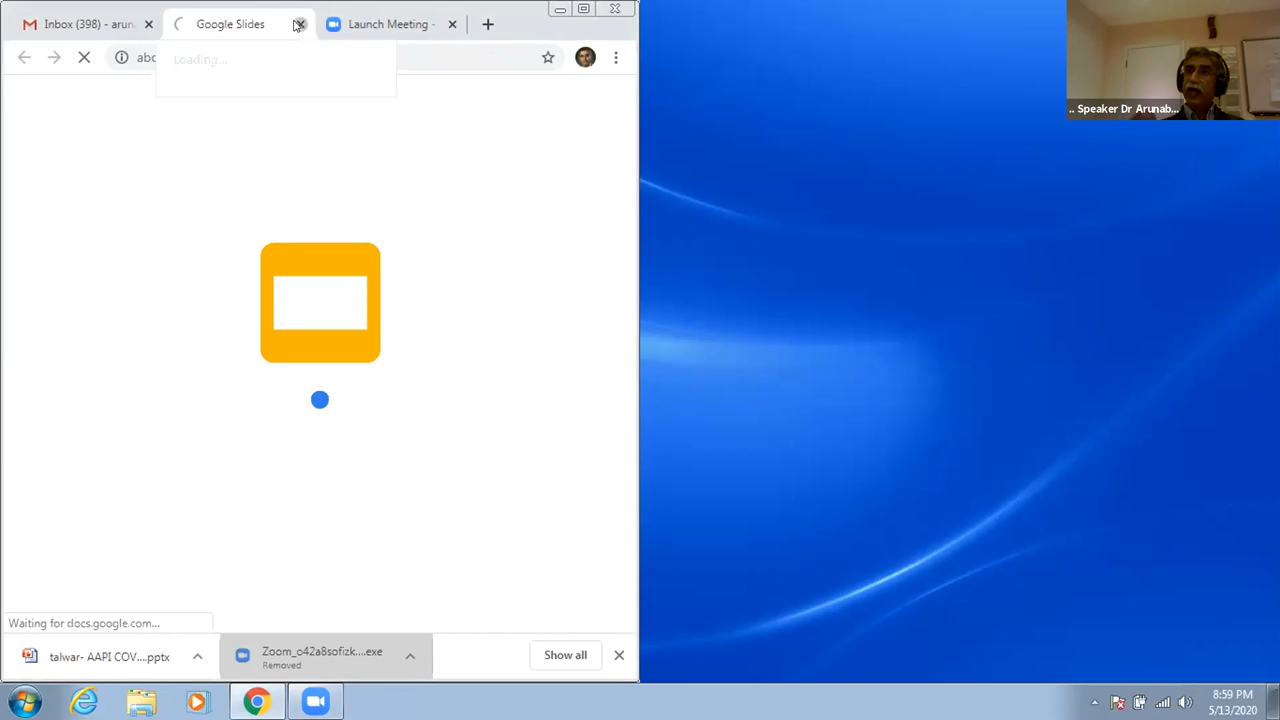 Inbox (398) - arun
Google Slides
Launch Meeting -
abc
Loading...
.. Speaker Dr Arunab...
Waiting for docs.google.com...
talwar- AAPI COV....pptx
Zoom_o42a8sofizk....exe
Removed
Show all
8:59 PM
5/13/2020